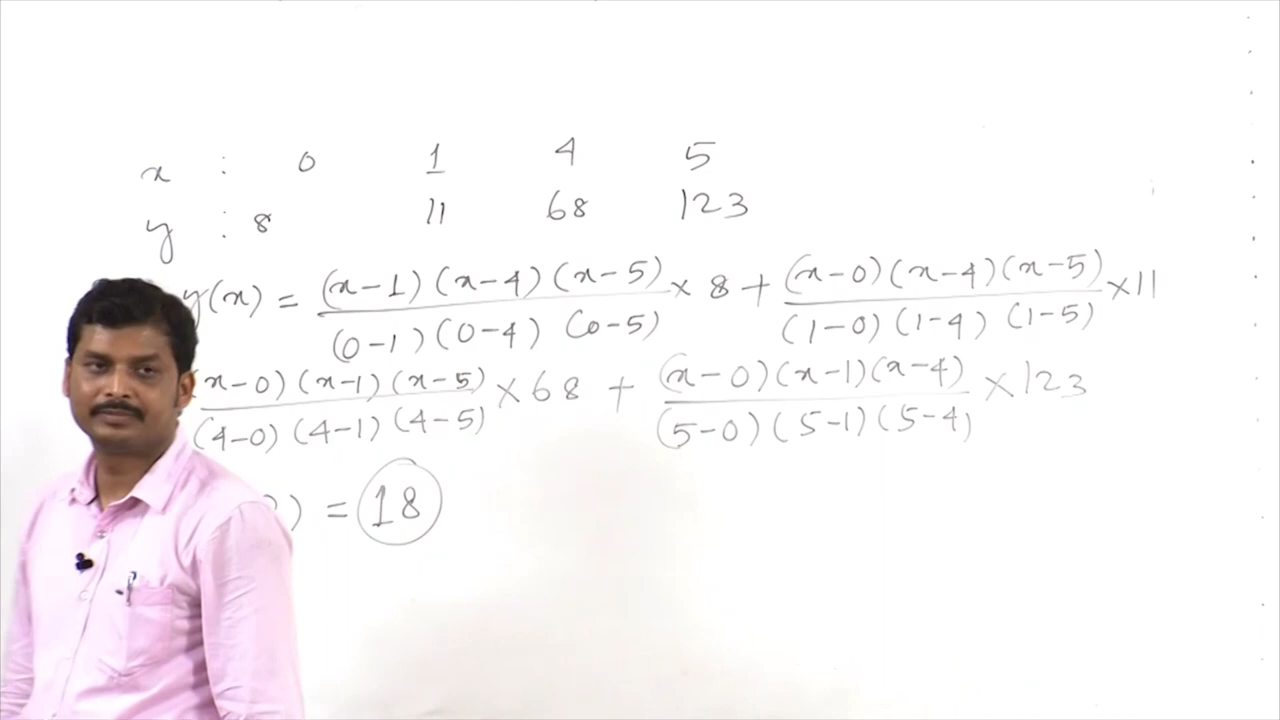 x : 0 1 4 5
y : 8 11 68 123
y(x) = (x-1)(x-4)(x-5) / (0-1)(0-4)(0-5) × 8 + (x-0)(x-4)(x-5) / (1-0)(1-4)(1-5) × 11
(x-0)(x-1)(x-5) / (4-0)(4-1)(4-5) × 68 + (x-0)(x-1)(x-4) / (5-0)(5-1)(5-4) × 123
) = 18